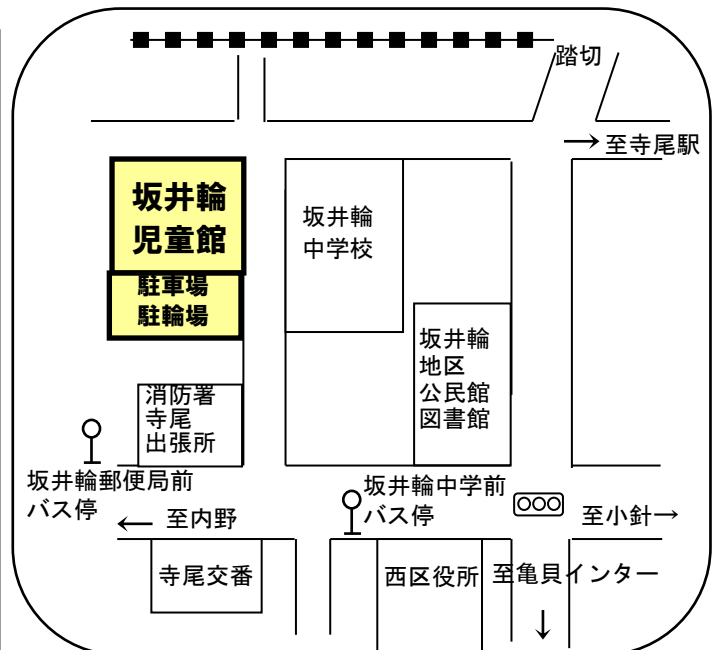 踏切
→至寺尾駅
坂井輪
児童館
駐車場
駐輪場
坂井輪
中学校
坂井輪
地区
公民館
図書館
消防署
寺尾
出張所
坂井輪郵便局前
バス停
坂井輪中学前
バス停
←至内野
至小針→
寺尾交番
西区役所
至亀貝インター
↓